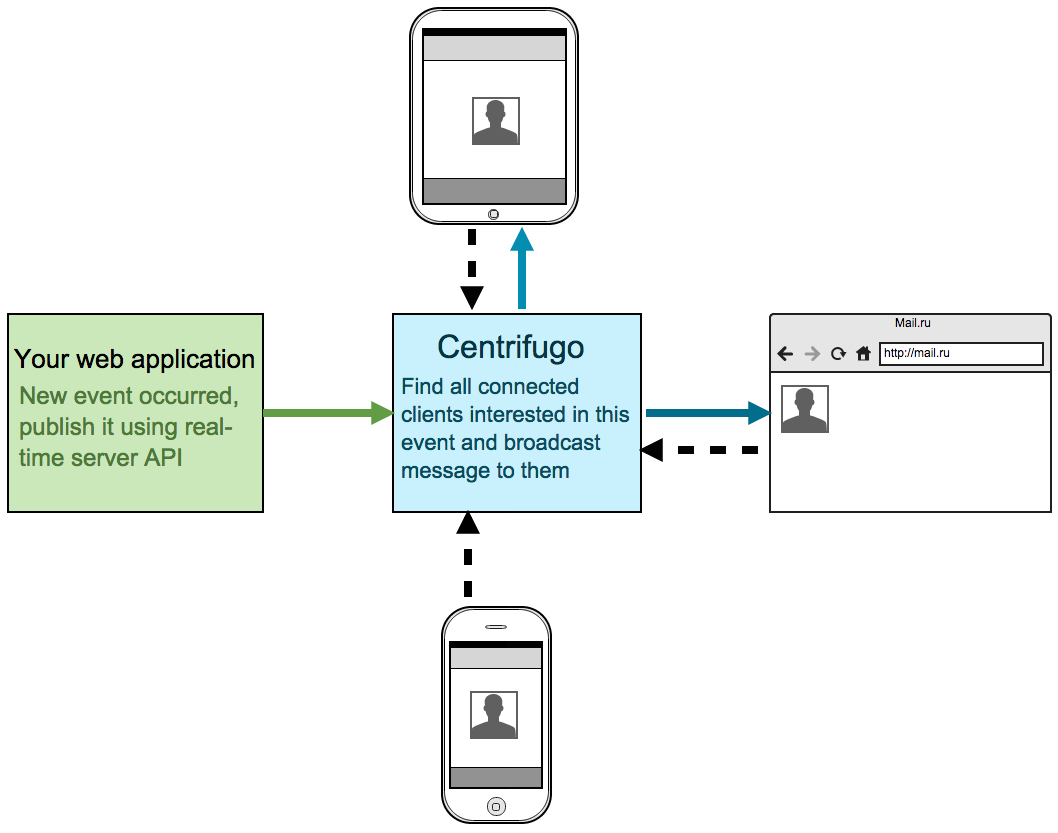 Your web application
New event occurred,
publish it using real-
time server API
Centrifugo
Find all connected
clients interested in this
event and broadcast
message to them
Mail.ru
http://mail.ru